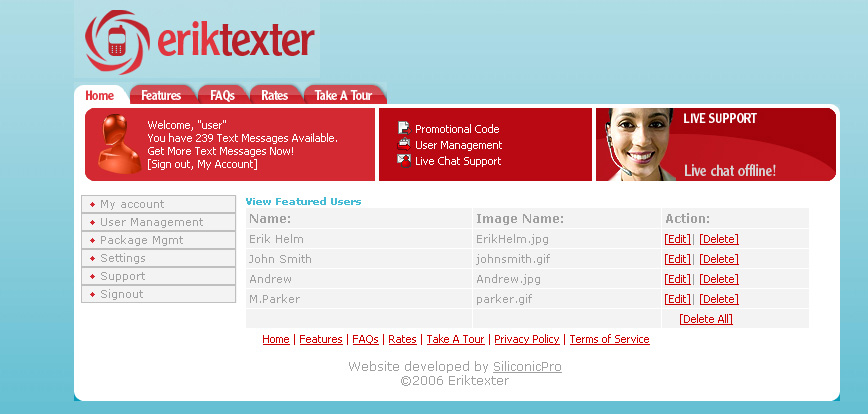 eriktexter
Home Features FAQs Rates Take A Tour
Welcome, "user"
You have 239 Text Messages Available.
Get More Text Messages Now!
[Sign out, My Account]
Promotional Code
User Management
Live Chat Support
LIVE SUPPORT
Live chat offline!
My account
User Management
Package Mgmt
Settings
Support
Signout
View Featured Users
Name: Image Name: Action:
Erik Helm ErikHelm.jpg [Edit] | [Delete]
John Smith johnsmith.gif [Edit] | [Delete]
Andrew Andrew.jpg [Edit] | [Delete]
M.Parker parker.gif [Edit] | [Delete]
[Delete All]
Home | Features | FAQs | Rates | Take A Tour | Privacy Policy | Terms of Service
Website developed by SiliconicPro
©2006 Eriktexter